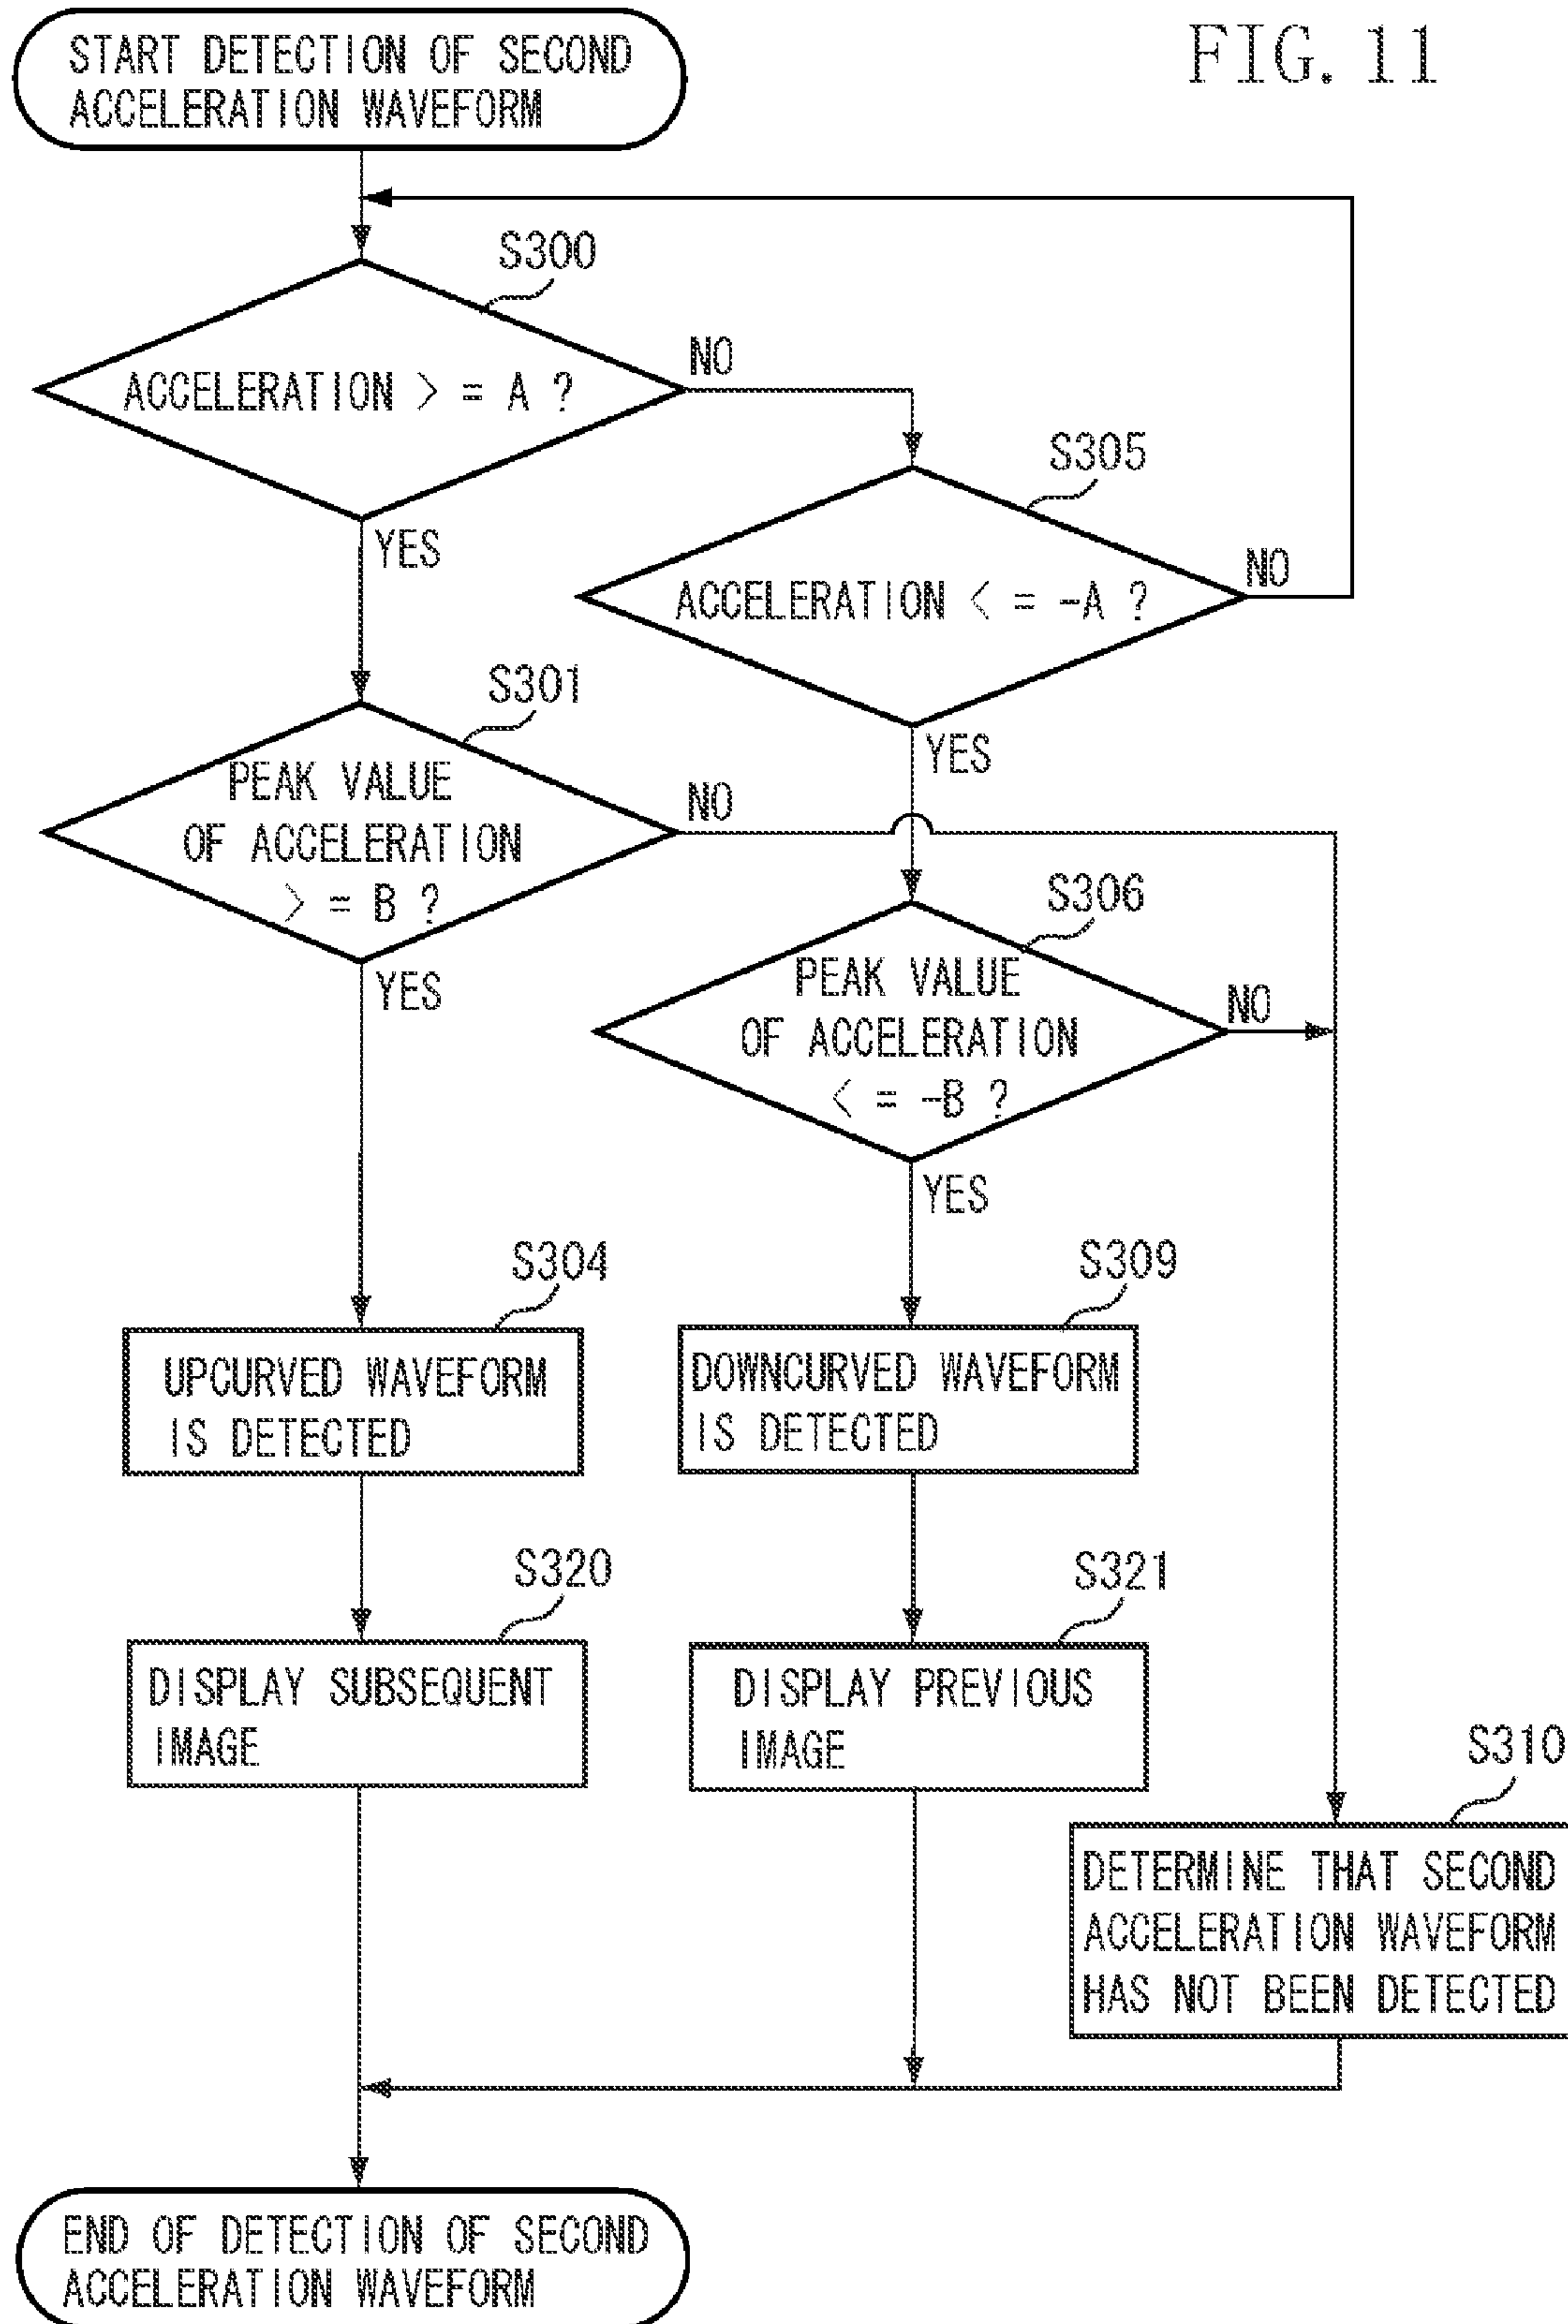 FIG. 11
START DETECTION OF SECOND
ACCELERATION WAVEFORM
S300
ACCELERATION > = A ?
NO
YES
S305
ACCELERATION < = -A ?
NO
YES
S301
PEAK VALUE
OF ACCELERATION
> = B ?
NO
YES
S306
PEAK VALUE
OF ACCELERATION
< = -B ?
NO
YES
S304
UPCURVED WAVEFORM
IS DETECTED
S309
DOWNCURVED WAVEFORM
IS DETECTED
S320
DISPLAY SUBSEQUENT
IMAGE
S321
DISPLAY PREVIOUS
IMAGE
S310
DETERMINE THAT SECOND
ACCELERATION WAVEFORM
HAS NOT BEEN DETECTED
END OF DETECTION OF SECOND
ACCELERATION WAVEFORM